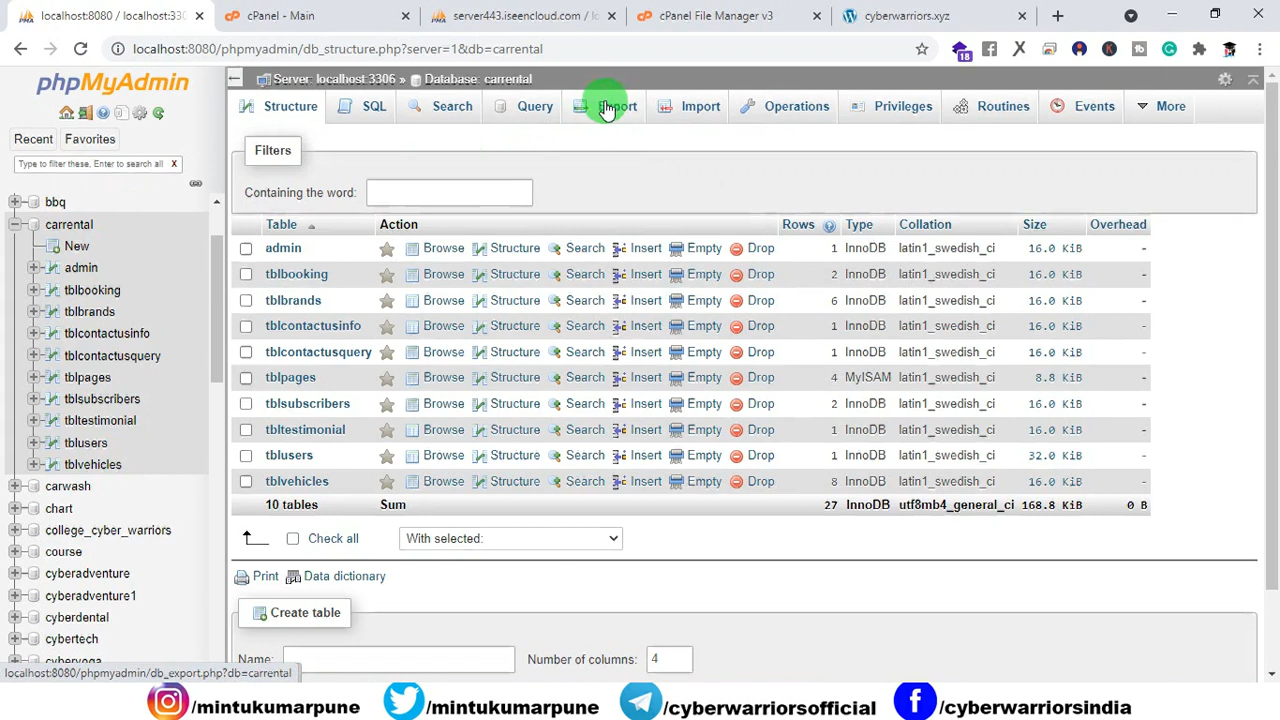 localhost:8080 / localhost:330
cPanel - Main
server443.iseencloud.com / lo
cPanel File Manager v3
cyberwarriors.xyz
localhost:8080/phpmyadmin/db_structure.php?server=1&db=carrental
18
phpMyAdmin
Recent
Favorites
Type to filter these, Enter to search all
X
bbq
carrental
New
admin
tblbooking
tblbrands
tblcontactusinfo
tblcontactusquery
tblpages
tblsubscribers
tbltestimonial
tblusers
tblvehicles
carwash
chart
college_cyber_warriors
course
cyberadventure
cyberadventure1
cyberdental
cybertech
cyberyoga
Server: localhost:3306 » Database: carrental
Structure SQL Search Query Export Import Operations Privileges Routines Events More
Filters
Containing the word:
Table Action Rows Type Collation Size Overhead
admin Browse Structure Search Insert Empty Drop 1 InnoDB latin1_swedish_ci 16.0 KiB -
tblbooking Browse Structure Search Insert Empty Drop 2 InnoDB latin1_swedish_ci 16.0 KiB -
tblbrands Browse Structure Search Insert Empty Drop 6 InnoDB latin1_swedish_ci 16.0 KiB -
tblcontactusinfo Browse Structure Search Insert Empty Drop 1 InnoDB latin1_swedish_ci 16.0 KiB -
tblcontactusquery Browse Structure Search Insert Empty Drop 1 InnoDB latin1_swedish_ci 16.0 KiB -
tblpages Browse Structure Search Insert Empty Drop 4 MyISAM latin1_swedish_ci 8.8 KiB -
tblsubscribers Browse Structure Search Insert Empty Drop 2 InnoDB latin1_swedish_ci 16.0 KiB -
tbltestimonial Browse Structure Search Insert Empty Drop 1 InnoDB latin1_swedish_ci 16.0 KiB -
tblusers Browse Structure Search Insert Empty Drop 1 InnoDB latin1_swedish_ci 32.0 KiB -
tblvehicles Browse Structure Search Insert Empty Drop 8 InnoDB latin1_swedish_ci 16.0 KiB -
10 tables Sum 27 InnoDB utf8mb4_general_ci 168.8 KiB 0 B
Check all
With selected:
Print Data dictionary
Create table
Name:
Number of columns: 4
localhost:8080/phpmyadmin/db_export.php?db=carrental
/mintukumarpune
/mintukumarpune
/cyberwarriorsofficial
/cyberwarriorsindia